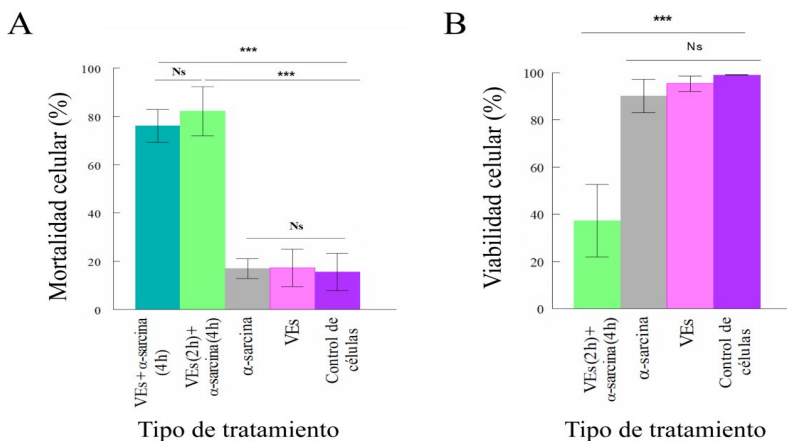 A
***
Ns
***
Ns
Mortalidad celular (%)
100
80
60
40
20
0
VEs+ α-sarcina
(4h)
VEs(2h)+
α-sarcina(4h)
α-sarcina
VEs
Control de
células
Tipo de tratamiento
B
***
Ns
Viabilidad celular (%)
100
80
60
40
20
0
VEs(2h)+
α-sarcina(4h)
α-sarcina
VEs
Control de
células
Tipo de tratamiento